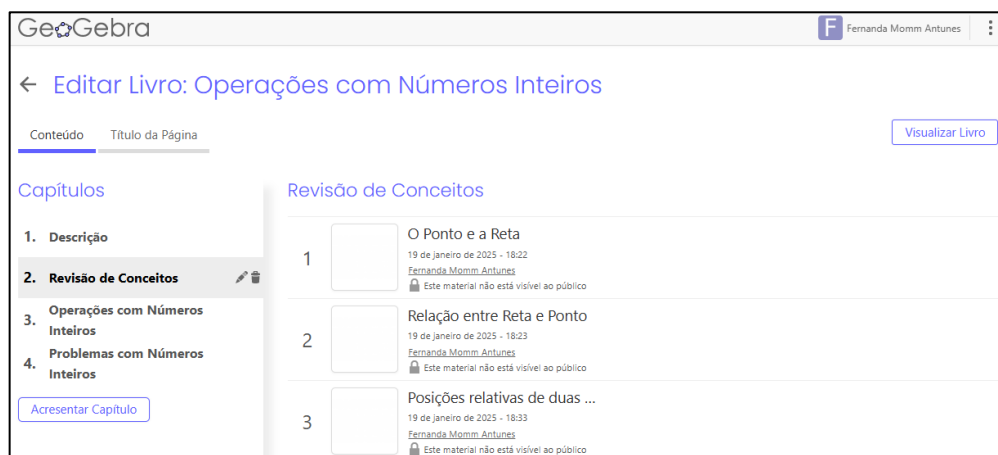 GeoGebra
F Fernanda Momm Antunes
Editar Livro: Operações com Números Inteiros
Conteúdo Título da Página
Visualizar Livro
Capítulos
1. Descrição
2. Revisão de Conceitos
3. Operações com Números
Inteiros
4. Problemas com Números
Inteiros
Acresentar Capítulo
Revisão de Conceitos
1
O Ponto e a Reta
19 de janeiro de 2025 - 18:22
Fernanda Momm Antunes
Este material não está visível ao público
2
Relação entre Reta e Ponto
19 de janeiro de 2025 - 18:23
Fernanda Momm Antunes
Este material não está visível ao público
3
Posições relativas de duas ...
19 de janeiro de 2025 - 18:33
Fernanda Momm Antunes
Este material não está visível ao público